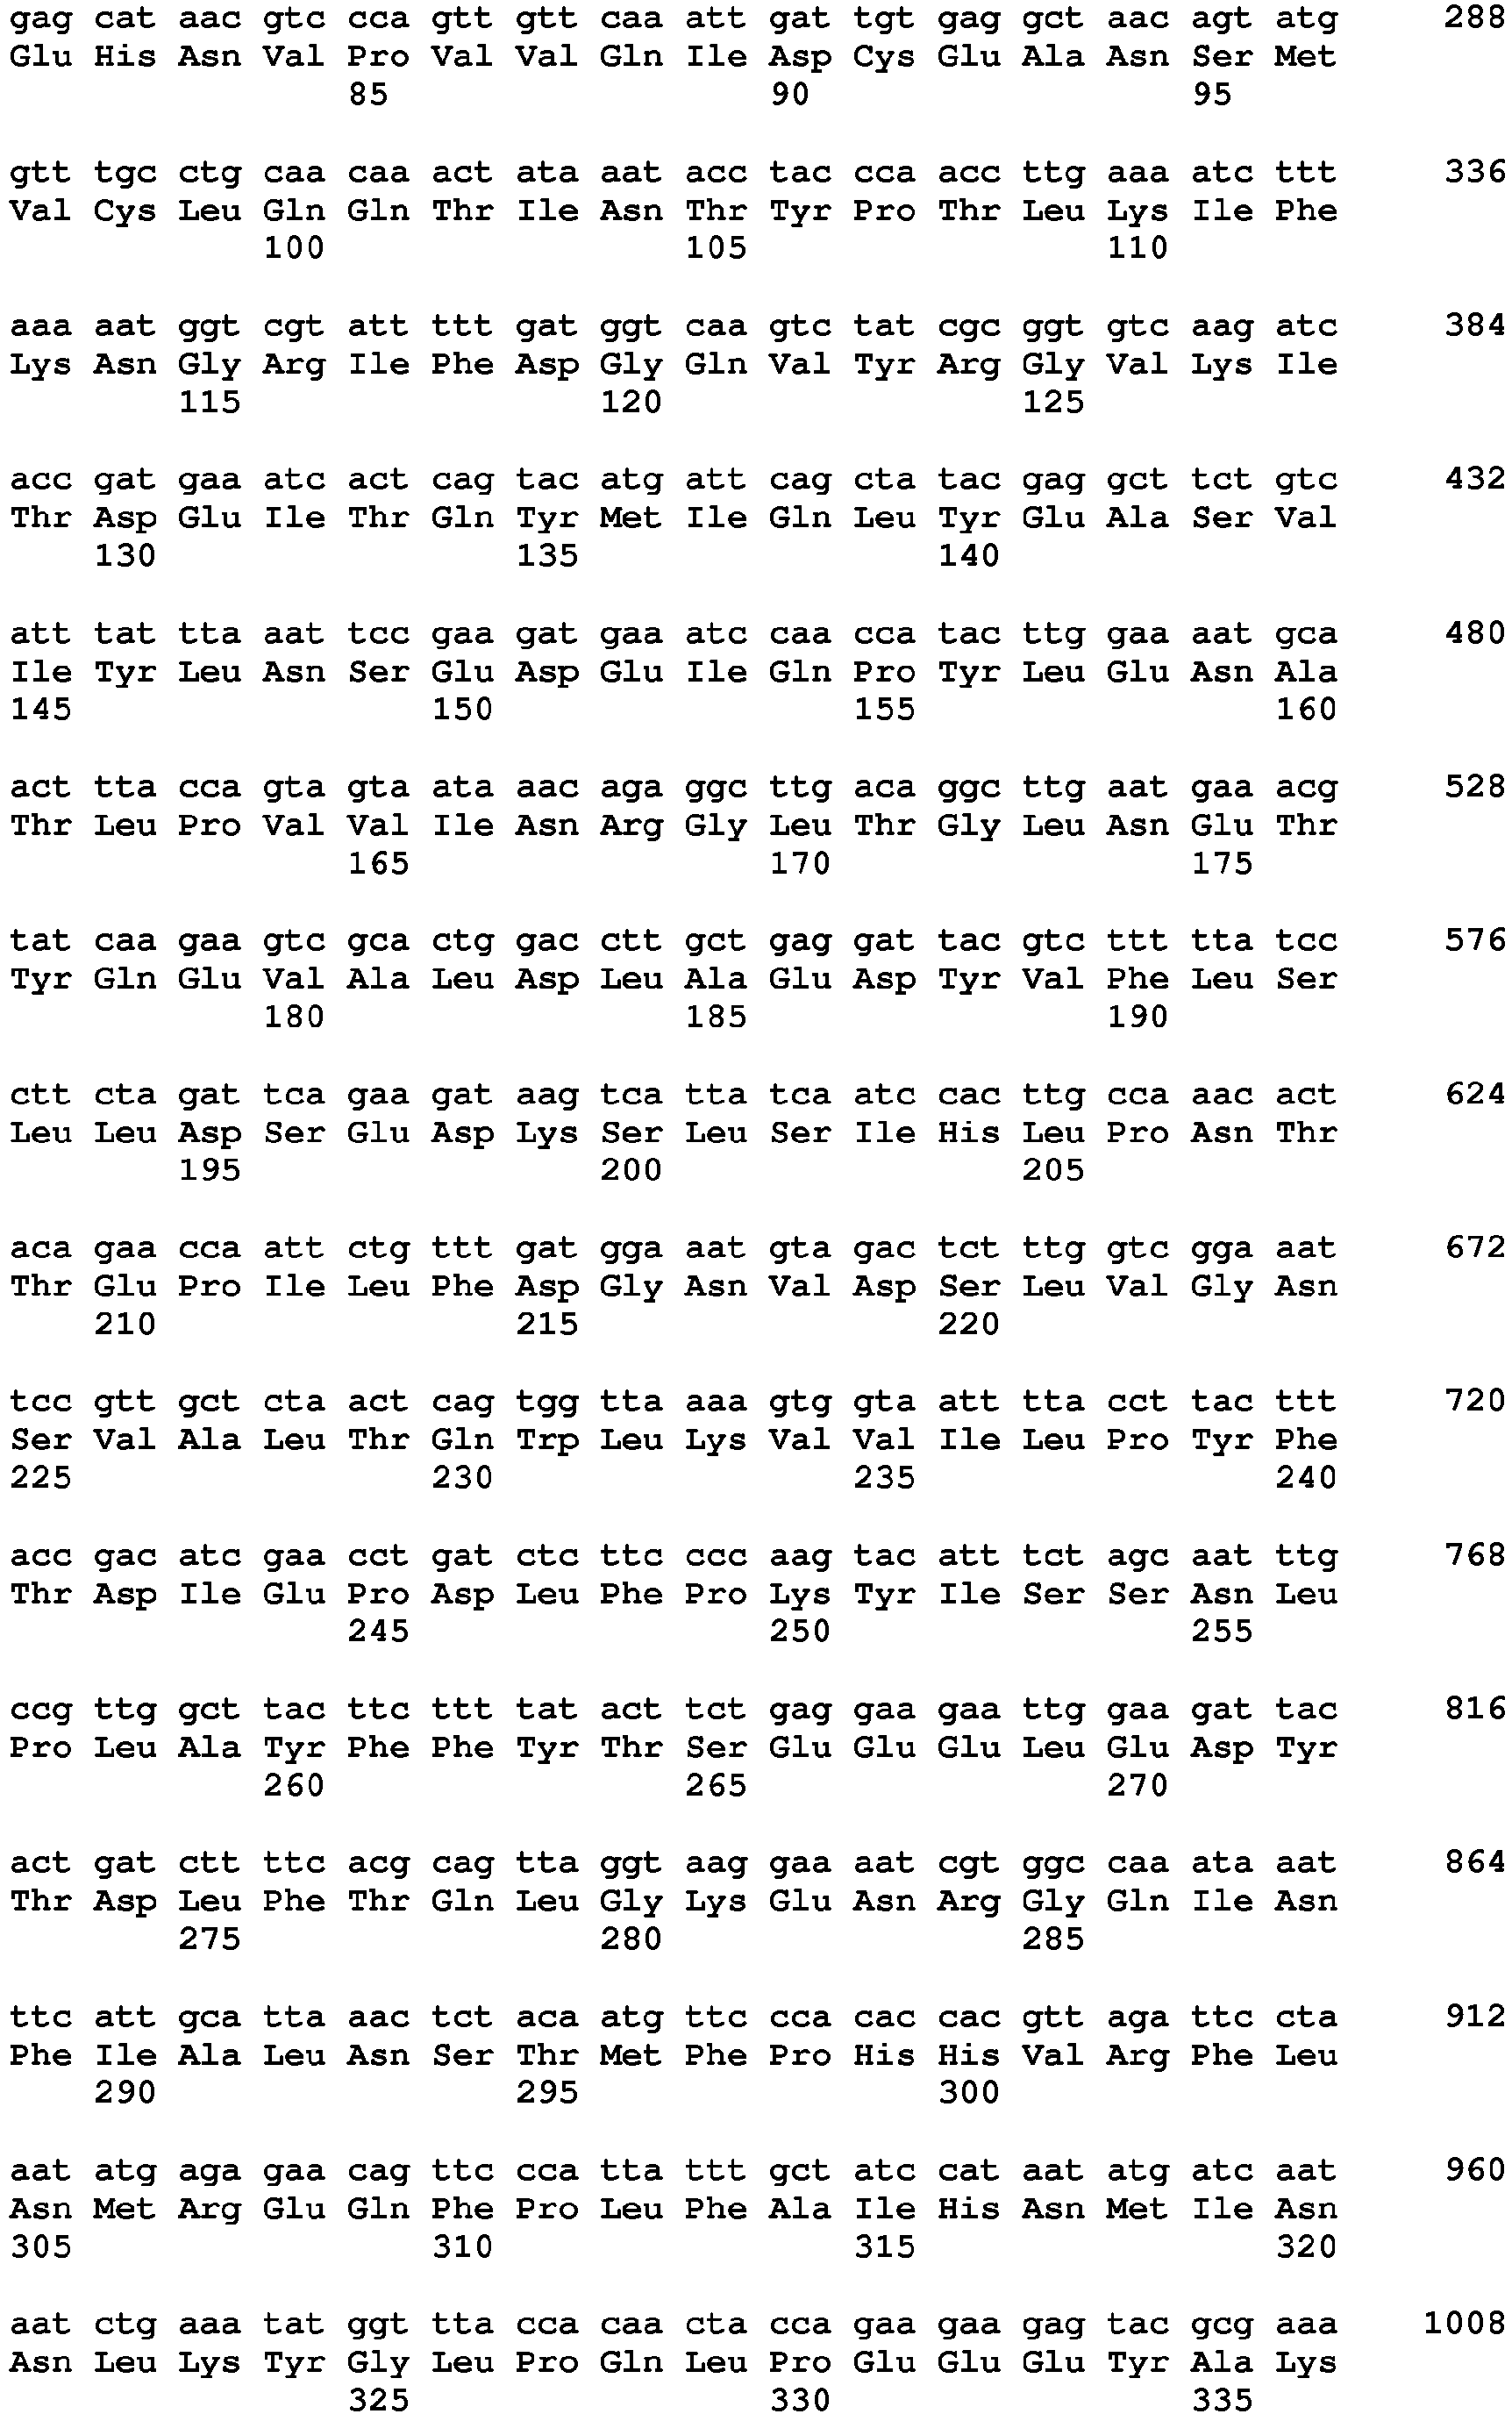 gag cat aac gtc cca gtt gtt caa att gat tgt gag gct aac agt atg 288
Glu His Asn Val Pro Val Val Gln Ile Asp Cys Glu Ala Asn Ser Met
85 90 95
gtt tgc ctg caa caa act ata aat acc tac cca acc ttg aaa atc ttt 336
Val Cys Leu Gln Gln Thr Ile Asn Thr Tyr Pro Thr Leu Lys Ile Phe
100 105 110
aaa aat ggt cgt att ttt gat ggt caa gtc tat cgc ggt gtc aag atc 384
Lys Asn Gly Arg Ile Phe Asp Gly Gln Val Tyr Arg Gly Val Lys Ile
115 120 125
acc gat gaa atc act cag tac atg att cag cta tac gag gct tct gtc 432
Thr Asp Glu Ile Thr Gln Tyr Met Ile Gln Leu Tyr Glu Ala Ser Val
130 135 140
att tat tta aat tcc gaa gat gaa atc caa cca tac ttg gaa aat gca 480
Ile Tyr Leu Asn Ser Glu Asp Glu Ile Gln Pro Tyr Leu Glu Asn Ala
145 150 155 160
act tta cca gta gta ata aac aga ggc ttg aca ggc ttg aat gaa acg 528
Thr Leu Pro Val Val Ile Asn Arg Gly Leu Thr Gly Leu Asn Glu Thr
165 170 175
tat caa gaa gtc gca ctg gac ctt gct gag gat tac gtc ttt tta tcc 576
Tyr Gln Glu Val Ala Leu Asp Leu Ala Glu Asp Tyr Val Phe Leu Ser
180 185 190
ctt cta gat tca gaa gat aag tca tta tca atc cac ttg cca aac act 624
Leu Leu Asp Ser Glu Asp Lys Ser Leu Ser Ile His Leu Pro Asn Thr
195 200 205
aca gaa cca att ctg ttt gat gga aat gta gac tct ttg gtc gga aat 672
Thr Glu Pro Ile Leu Phe Asp Gly Asn Val Asp Ser Leu Val Gly Asn
210 215 220
tcc gtt gct cta act cag tgg tta aaa gtg gta att tta cct tac ttt 720
Ser Val Ala Leu Thr Gln Trp Leu Lys Val Val Ile Leu Pro Tyr Phe
225 230 235 240
acc gac atc gaa cct gat ctc ttc ccc aag tac att tct agc aat ttg 768
Thr Asp Ile Glu Pro Asp Leu Phe Pro Lys Tyr Ile Ser Ser Asn Leu
245 250 255
ccg ttg gct tac ttc ttt tat act tct gag gaa gaa ttg gaa gat tac 816
Pro Leu Ala Tyr Phe Phe Tyr Thr Ser Glu Glu Glu Leu Glu Asp Tyr
260 265 270
act gat ctt ttc acg cag tta ggt aag gaa aat cgt ggc caa ata aat 864
Thr Asp Leu Phe Thr Gln Leu Gly Lys Glu Asn Arg Gly Gln Ile Asn
275 280 285
ttc att gca tta aac tct aca atg ttc cca cac cac gtt aga ttc cta 912
Phe Ile Ala Leu Asn Ser Thr Met Phe Pro His His Val Arg Phe Leu
290 295 300
aat atg aga gaa cag ttc cca tta ttt gct atc cat aat atg atc aat 960
Asn Met Arg Glu Gln Phe Pro Leu Phe Ala Ile His Asn Met Ile Asn
305 310 315 320
aat ctg aaa tat ggt tta cca caa cta cca gaa gaa gag tac gcg aaa 1008
Asn Leu Lys Tyr Gly Leu Pro Gln Leu Pro Glu Glu Glu Tyr Ala Lys
325 330 335